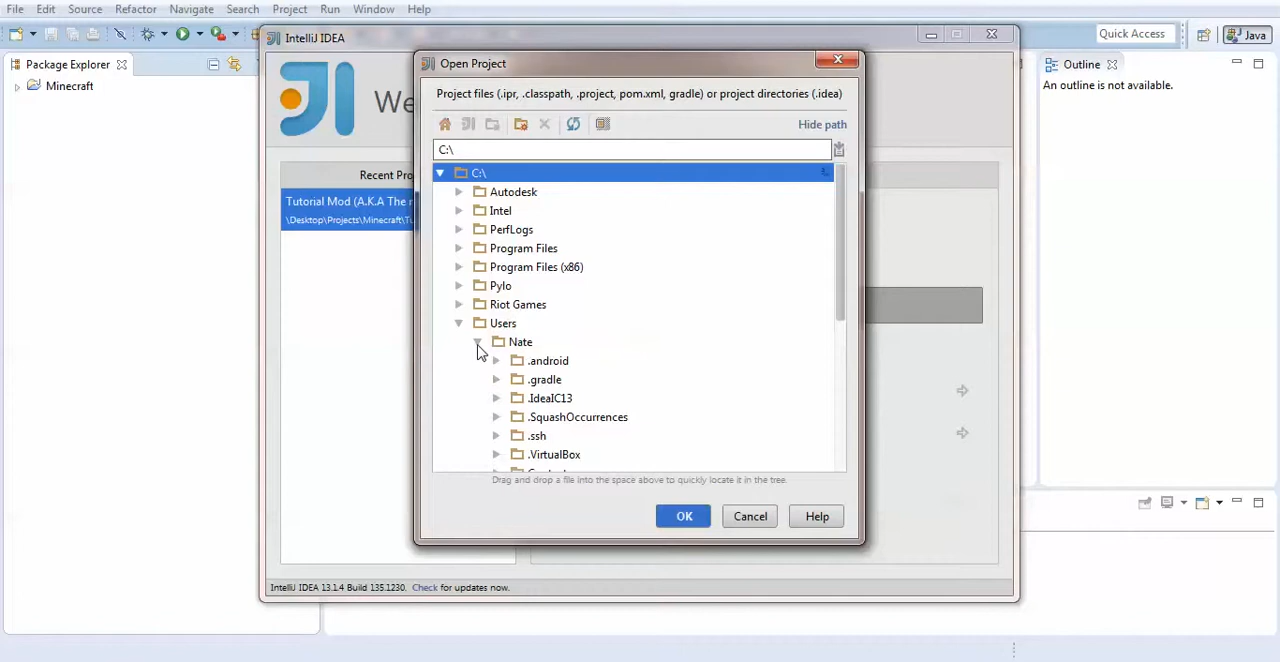 File Edit Source Refactor Navigate Search Project Run Window Help
Quick Access
Java
Package Explorer
Minecraft
IntelliJ IDEA
We
Recent Pro
Tutorial Mod (A.K.A The
\Desktop\Projects\Minecraft\Tu
Open Project
Project files (.ipr, .classpath, .project, pom.xml, gradle) or project directories (.idea)
Hide path
C:\
C:\
Autodesk
Intel
PerfLogs
Program Files
Program Files (x86)
Pylo
Riot Games
Users
Nate
.android
.gradle
.IdeaIC13
.SquashOccurrences
.ssh
.VirtualBox
Drag and drop a file into the space above to quickly locate it in the tree.
OK Cancel Help
IntelliJ IDEA 13.1.4 Build 135.1230. Check for updates now.
Outline
An outline is not available.